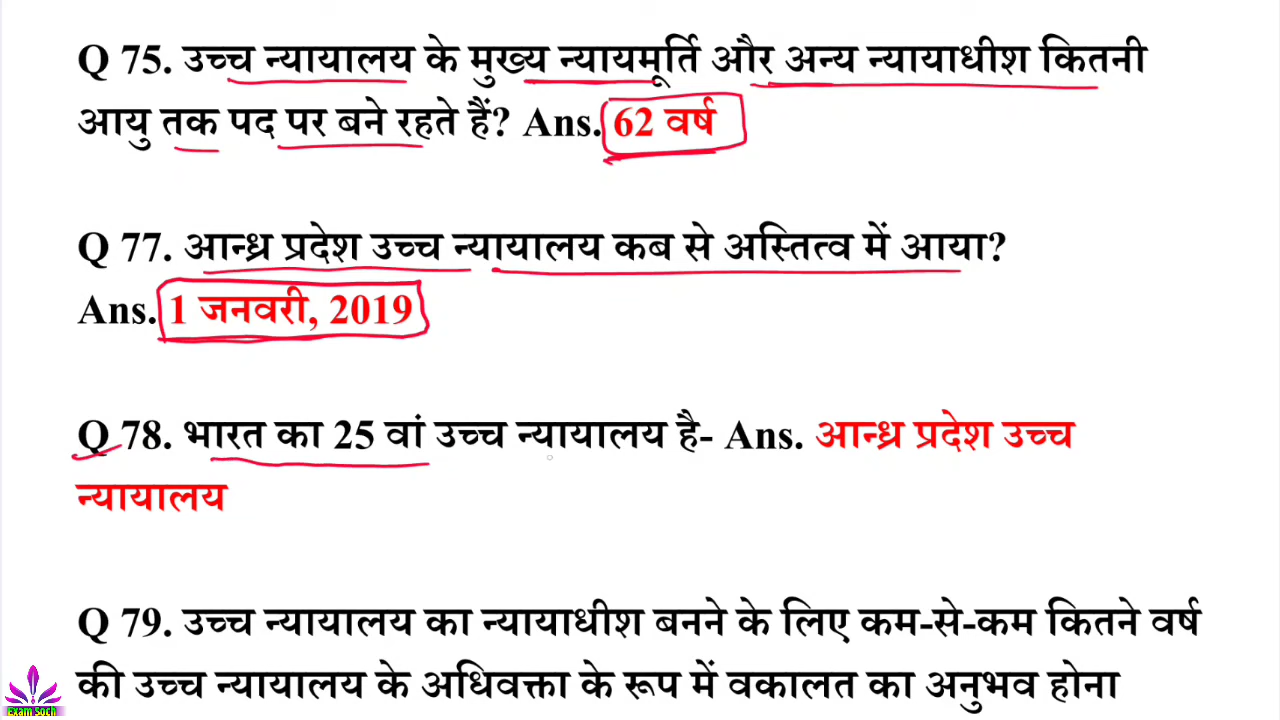 Q 75. उच्च न्यायालय के मुख्य न्यायमूर्ति और अन्य न्यायाधीश कितनी
आयु तक पद पर बने रहते हैं? Ans. 62 वर्ष
Q 77. आन्ध्र प्रदेश उच्च न्यायालय कब से अस्तित्व में आया?
Ans. 1 जनवरी, 2019
Q 78. भारत का 25 वां उच्च न्यायालय है- Ans. आन्ध्र प्रदेश उच्च
न्यायालय
Q 79. उच्च न्यायालय का न्यायाधीश बनने के लिए कम-से-कम कितने वर्ष
की उच्च न्यायालय के अधिवक्ता के रूप में वकालत का अनुभव होना
Exam Soch